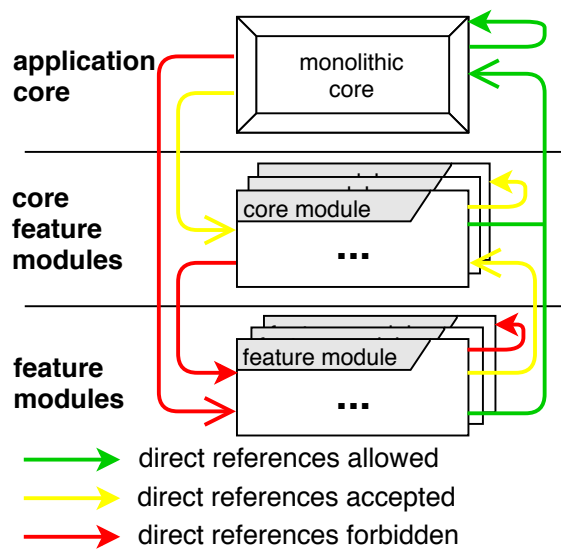 application
core
monolithic
core
core
feature
modules
core module
...
feature
modules
feature module
...
direct references allowed
direct references accepted
direct references forbidden